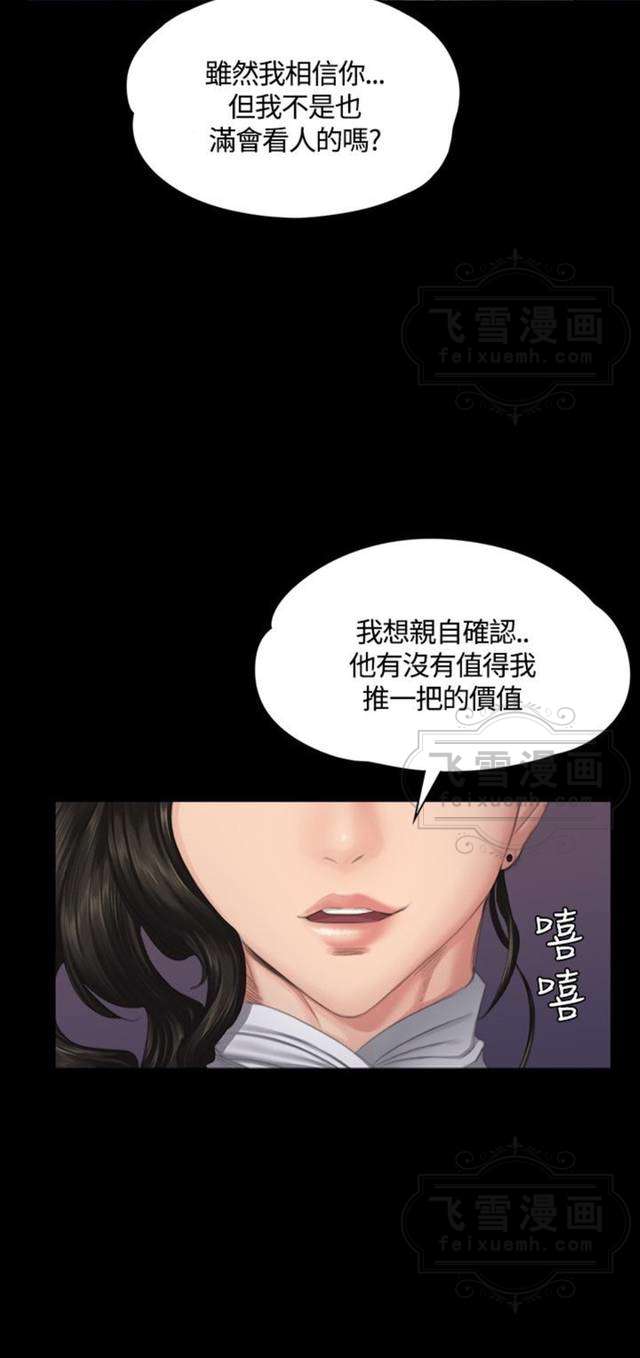 雖然我相信你...
但我不是也
滿會看人的嗎?
飞雪漫画
feixuemh.com
我想親自確認..
他有沒有值得我
推一把的價值
飞雪漫画
feixuemh.com
嘻
嘻
飞雪漫画
feixuemh.com